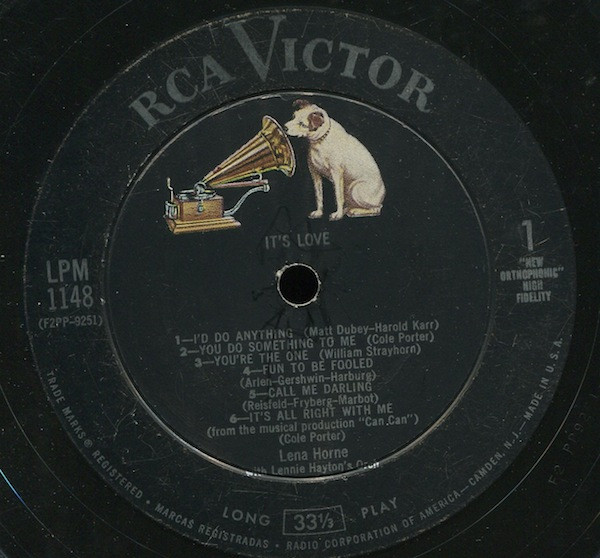 RCA VICTOR
IT'S LOVE
LPM
1148
(F2PP-9251)
1
"NEW
ORTHOPHONIC"
HIGH
FIDELITY
1—I'D DO ANYTHING (Matt Dubey—Harold Karr)
2—YOU DO SOMETHING TO ME (Cole Porter)
3—YOU'RE THE ONE (William Strayhorn)
4—FUN TO BE FOOLED
(Arlen-Gershwin-Harburg)
5—CALL ME DARLING
(Reisfeld—Fryberg—Marbot)
6—IT'S ALL RIGHT WITH ME
(from the musical production "Can.Can")
(Cole Porter)
Lena Horne
with Lennie Hayton's
LONG 33⅓ PLAY
TRADE MARKS ® REGISTERED • MARCAS REGISTRADAS • RADIO CORPORATION OF AMERICA—CAMDEN, N.J.—MADE IN U.S.A.